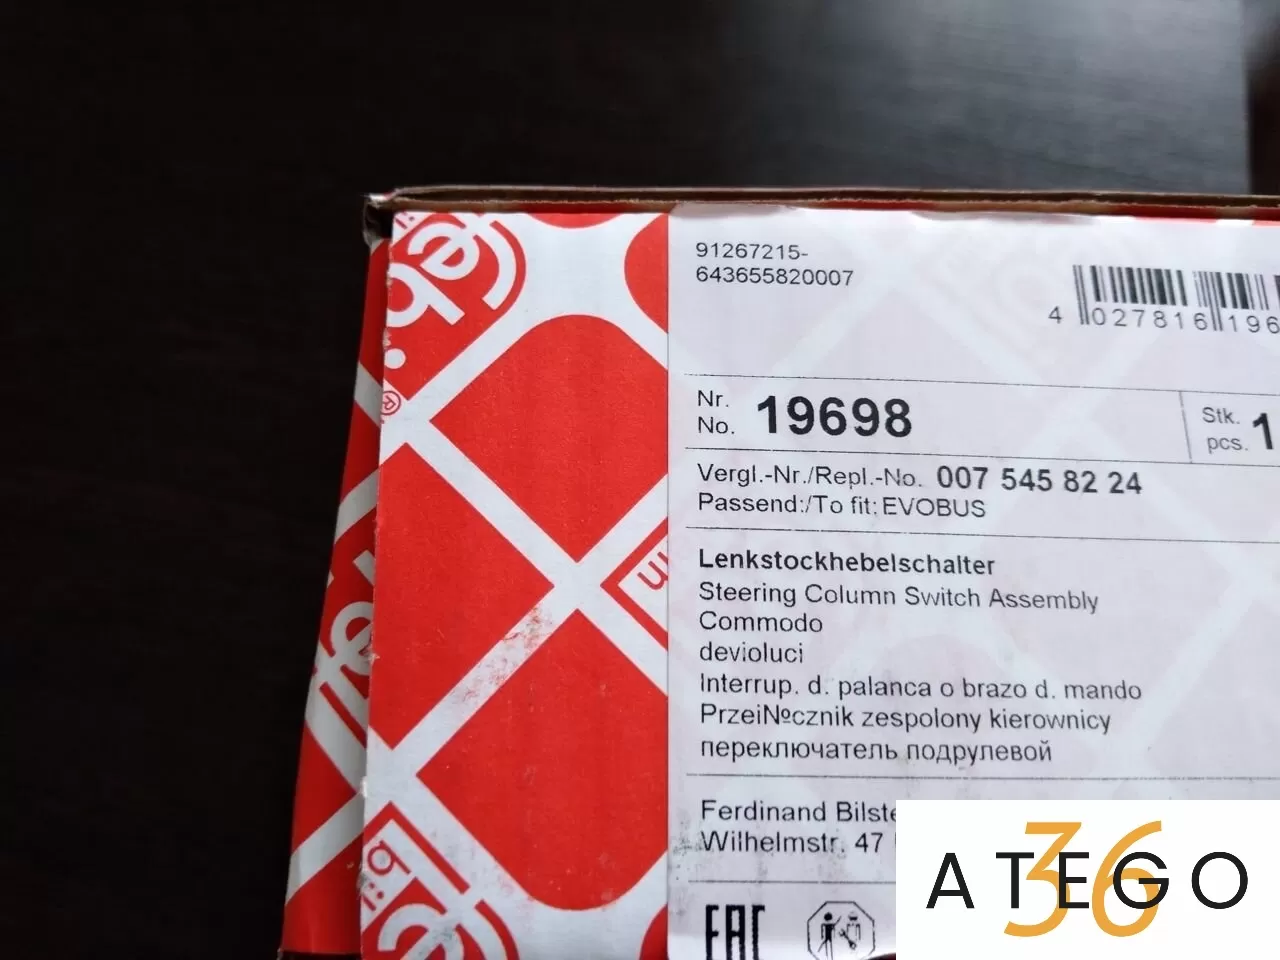 91267215-
643655820007
4 027816 196
Nr.
No. 19698
Stk.
pcs. 1
Vergl.-Nr./Repl.-No. 007 545 82 24
Passend:/To fit: EVOBUS
Lenkstockhebelschalter
Steering Column Switch Assembly
Commodo
devioluci
Interrup. d. palanca o brazo d. mando
Przei№cznik zespolony kierownicy
переключатель подрулевой
Ferdinand
Wilhelmstr. 47
EAC
ATEGO
36